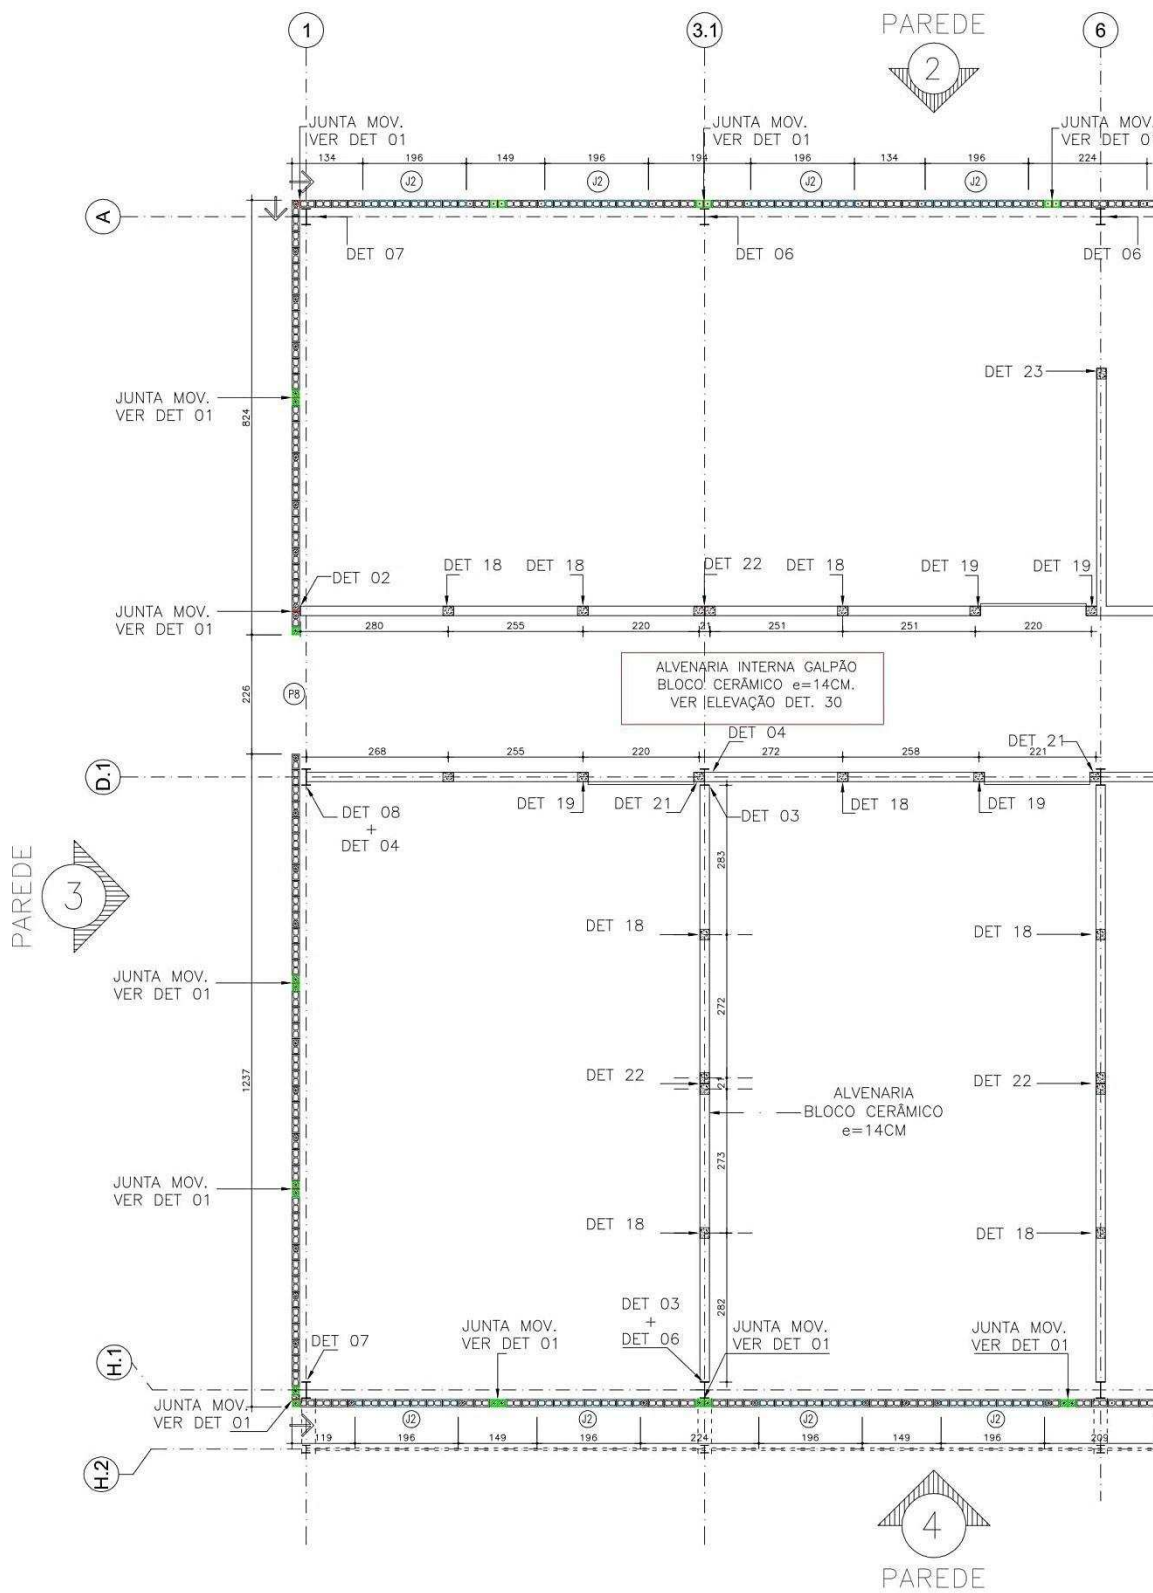 1
3.1
6
PAREDE
2
JUNTA MOV.
VER DET 01
JUNTA MOV.
VER DET 01
JUNTA MOV.
VER DET 0
134
196
149
196
194
196
134
196
224
J2
J2
J2
J2
A
DET 07
DET 06
DET 06
DET 23
JUNTA MOV.
VER DET 01
824
DET 02
DET 18
DET 18
DET 22
DET 18
DET 19
DET 19
JUNTA MOV.
VER DET 01
280
255
220
21
251
251
220
ALVENARIA INTERNA GALPÃO
BLOCO CERÂMICO e=14CM.
VER ELEVAÇÃO DET. 30
226
P8
DET 04
DET 21
268
255
220
272
258
221
D.1
DET 08
+
DET 04
DET 19
DET 21
DET 03
DET 18
DET 19
283
PAREDE
3
DET 18
DET 18
JUNTA MOV.
VER DET 01
272
1237
DET 22
21
DET 22
ALVENARIA
BLOCO CERÂMICO
e=14CM
273
JUNTA MOV.
VER DET 01
DET 18
DET 18
282
DET 03
+
DET 06
JUNTA MOV.
VER DET 01
JUNTA MOV.
VER DET 01
JUNTA MOV.
VER DET 01
DET 07
H.1
JUNTA MOV.
VER DET 01
J2
J2
J2
J2
119
196
149
196
224
196
149
196
209
H.2
4
PAREDE